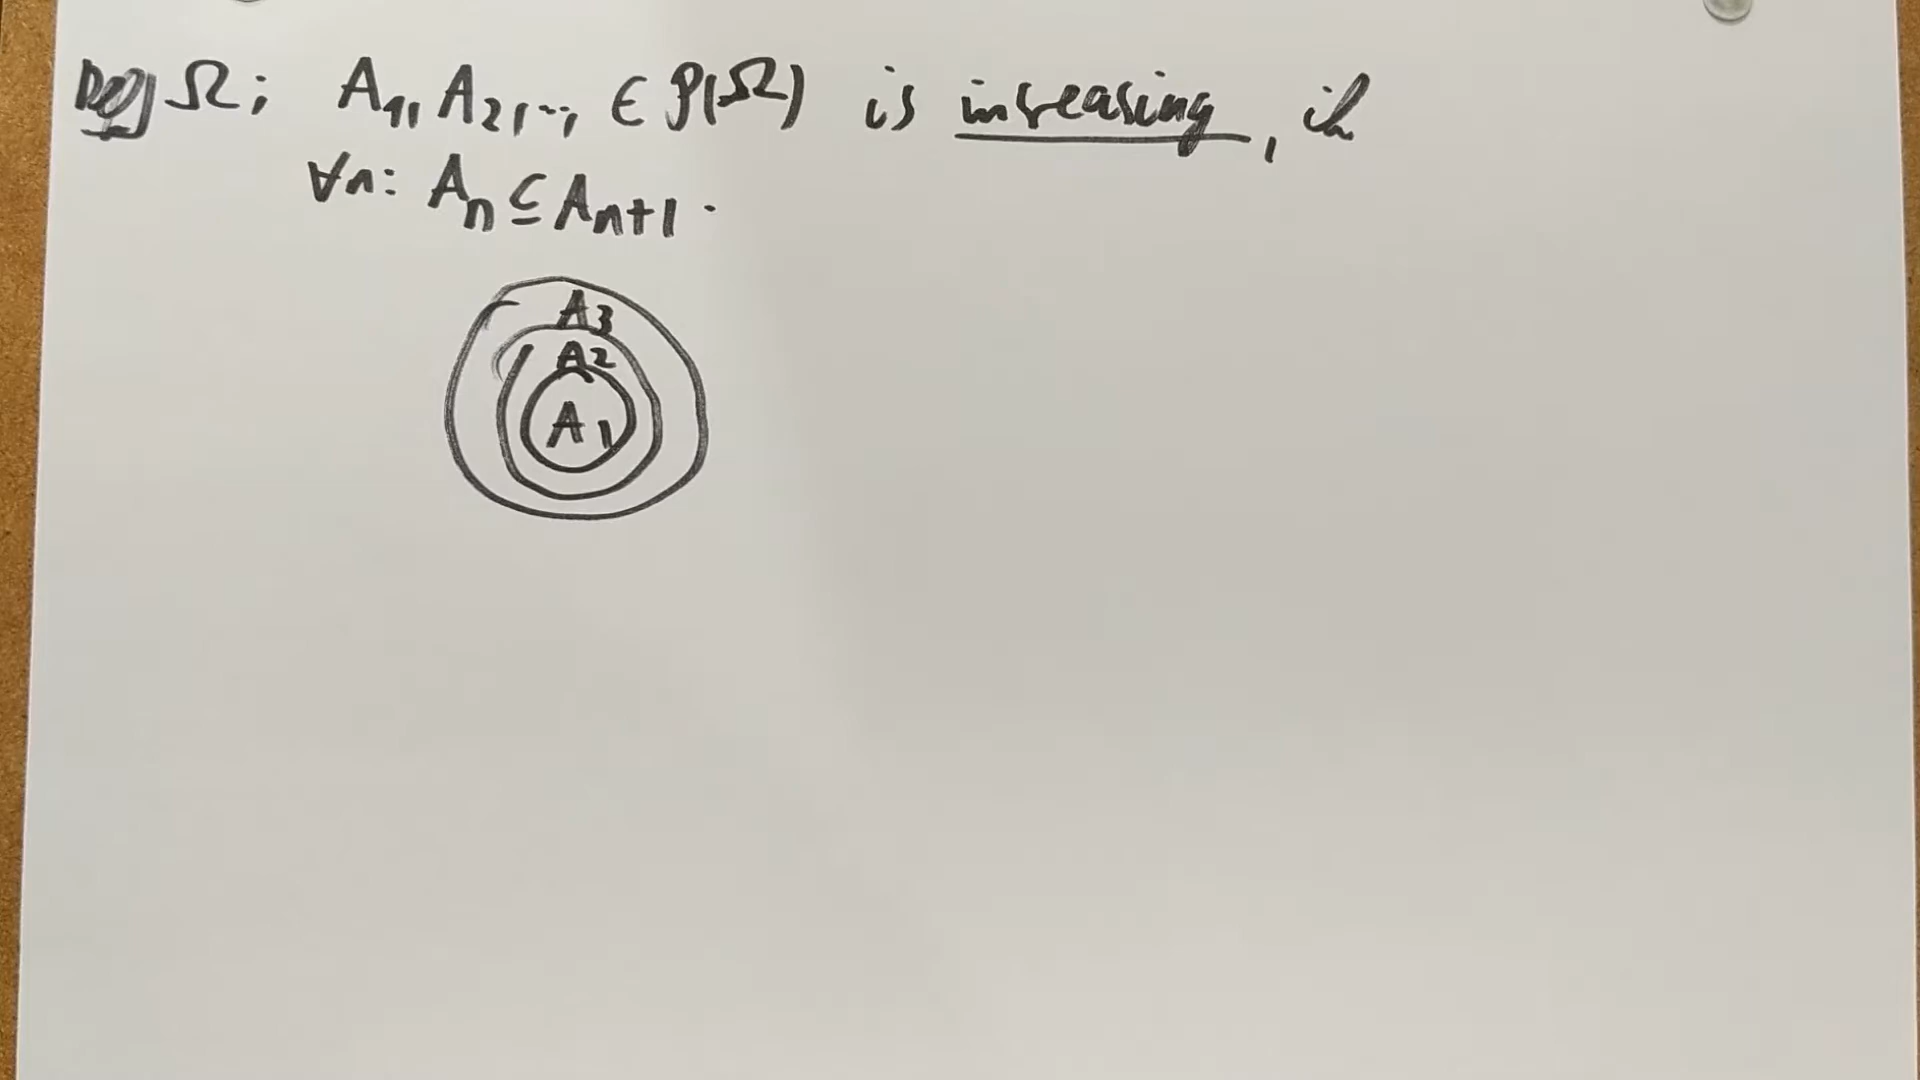 Def Ω; A₁, A₂, ..., ∈ P(Ω) is increasing, if
∀n: Aₙ ⊆ Aₙ₊₁.
A₃
A₂
A₁